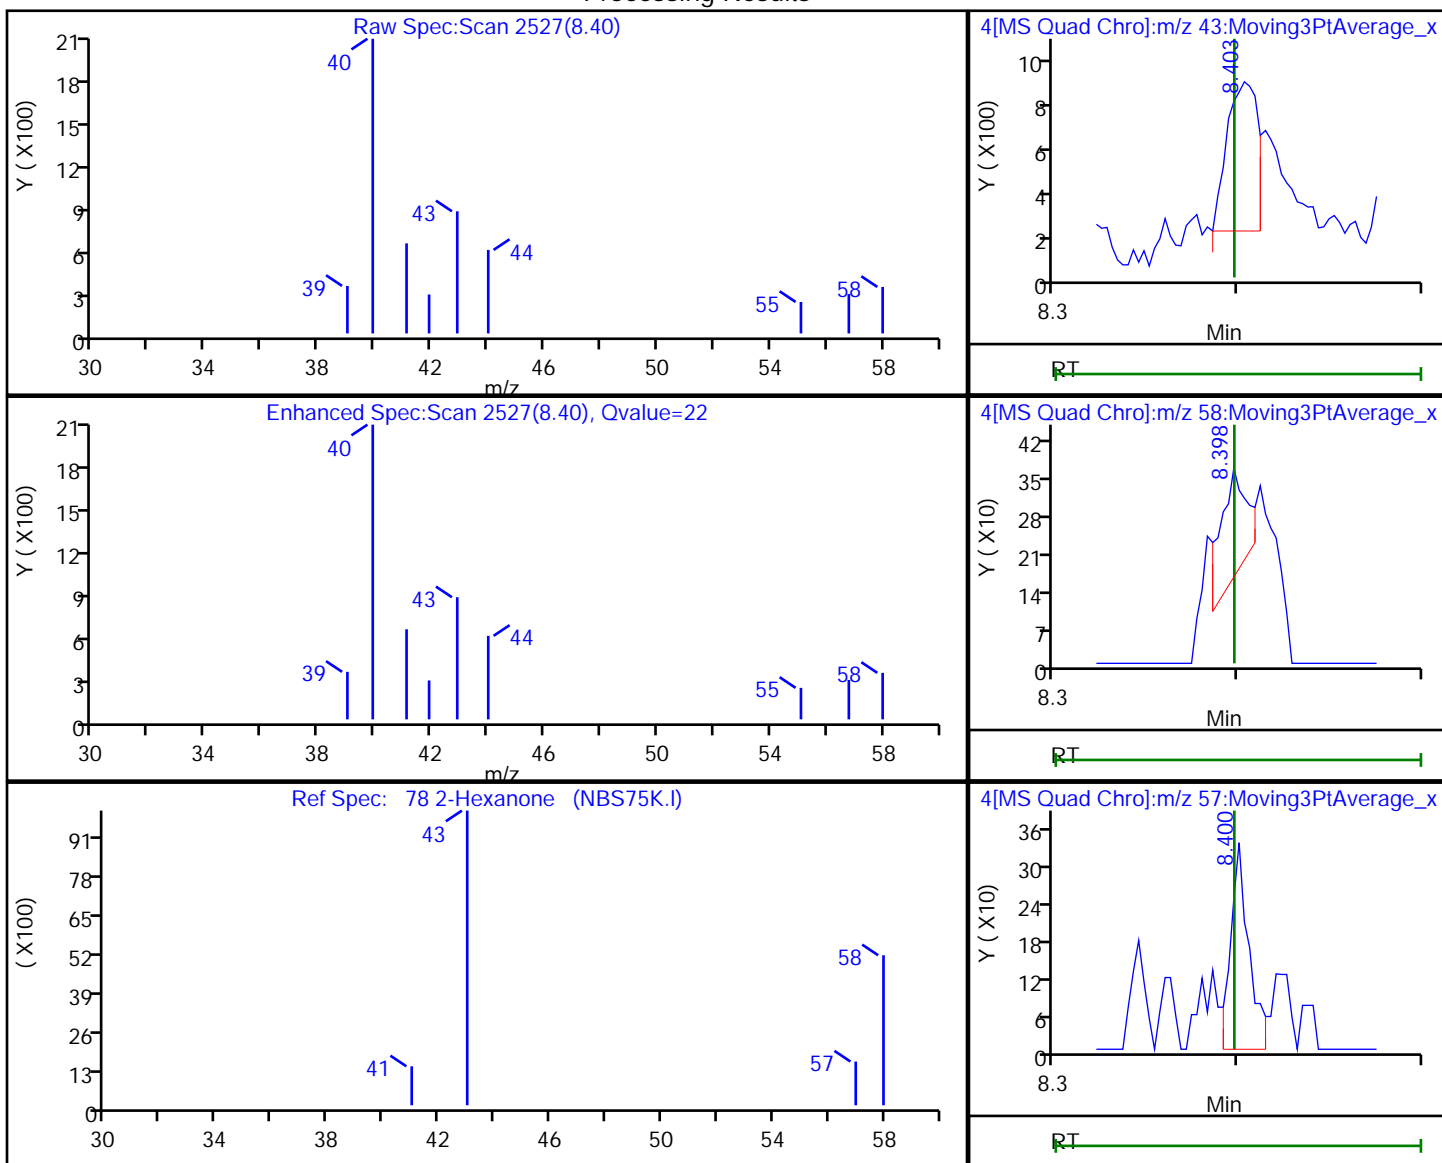 Processing Results
Raw Spec:Scan 2527(8.40)
Y ( X100)
21
18
15
12
9
6
3
0
40
43
44
39
55
58
30 34 38 42 46 50 54 58
m/z
4[MS Quad Chro]:m/z 43:Moving3PtAverage_x
Y ( X100)
10
8
6
4
2
0
8.403
8.3
Min
RT
Enhanced Spec:Scan 2527(8.40), Qvalue=22
Y ( X100)
21
18
15
12
9
6
3
0
40
43
44
39
55
58
30 34 38 42 46 50 54 58
m/z
4[MS Quad Chro]:m/z 58:Moving3PtAverage_x
Y ( X10)
42
35
28
21
14
7
0
8.398
8.3
Min
RT
Ref Spec: 78 2-Hexanone (NBS75K.l)
( X100)
91
78
65
52
39
26
13
0
43
58
41
57
30 34 38 42 46 50 54 58
4[MS Quad Chro]:m/z 57:Moving3PtAverage_x
Y ( X10)
36
30
24
18
12
6
0
8.400
8.3
Min
RT